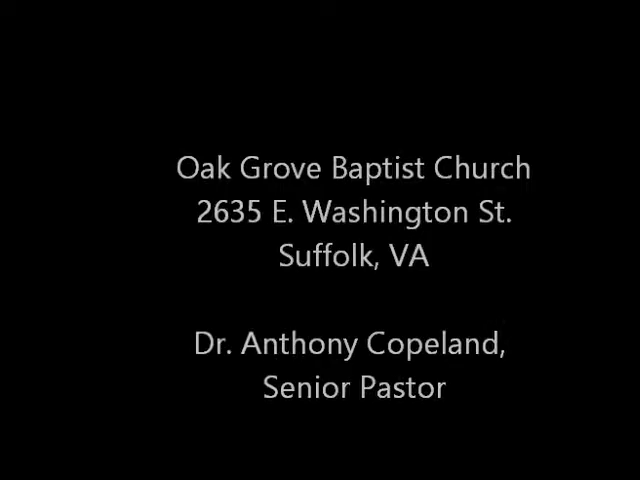 Oak Grove Baptist Church
2635 E. Washington St.
Suffolk, VA
Dr. Anthony Copeland,
Senior Pastor